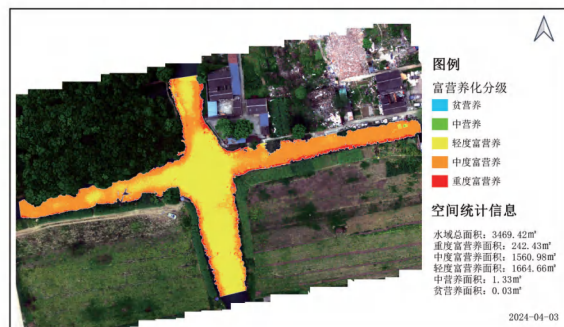 图例
富营养化分级
贫营养
中营养
轻度富营养
中度富营养
重度富营养
空间统计信息
水域总面积：3469.42㎡
重度富营养面积：242.43㎡
中度富营养面积：1560.98㎡
轻度富营养面积：1664.66㎡
中营养面积：1.33㎡
贫营养面积：0.03㎡
2024-04-03